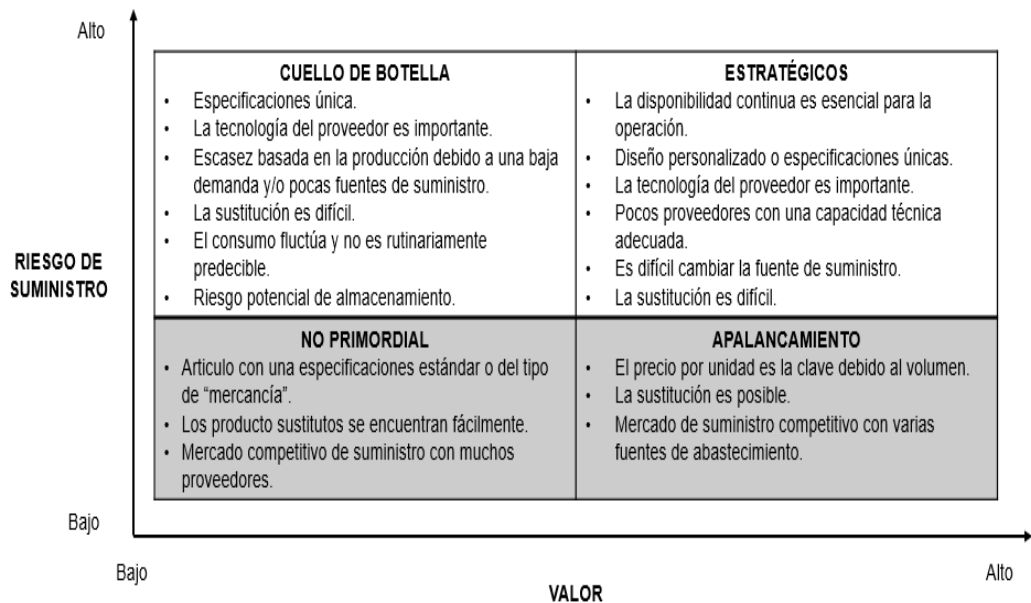 Alto
CUELLO DE BOTELLA
• Especificaciones única.
• La tecnología del proveedor es importante.
• Escasez basada en la producción debido a una baja
demanda y/o pocas fuentes de suministro.
• La sustitución es difícil.
• El consumo fluctúa y no es rutinariamente
predecible.
• Riesgo potencial de almacenamiento.
ESTRATÉGICOS
• La disponibilidad continua es esencial para la
operación.
• Diseño personalizado o especificaciones únicas.
• La tecnología del proveedor es importante.
• Pocos proveedores con una capacidad técnica
adecuada.
• Es difícil cambiar la fuente de suministro.
• La sustitución es difícil.
RIESGO DE
SUMINISTRO
NO PRIMORDIAL
• Articulo con una especificaciones estándar o del tipo
de “mercancía”.
• Los producto sustitutos se encuentran fácilmente.
• Mercado competitivo de suministro con muchos
proveedores.
APALANCAMIENTO
• El precio por unidad es la clave debido al volumen.
• La sustitución es posible.
• Mercado de suministro competitivo con varias
fuentes de abastecimiento.
Bajo
Bajo
VALOR
Alto